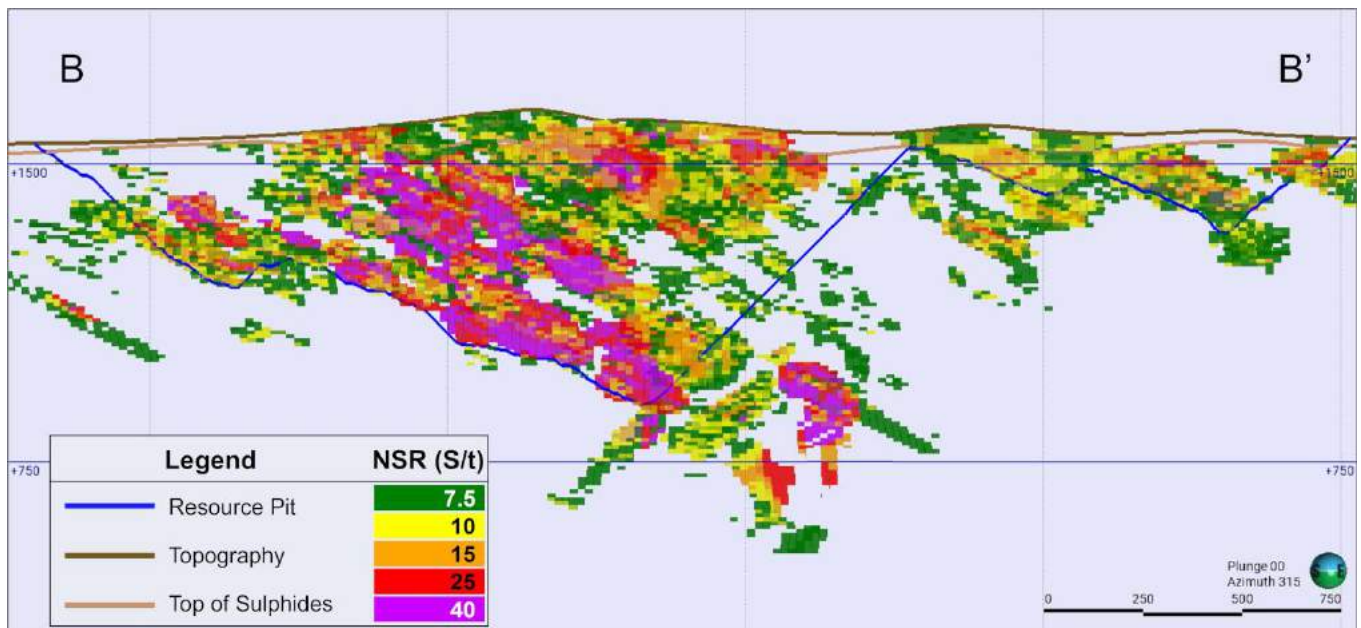 B B'
+1500 +1500
+750 +750
Legend NSR (S/t)
Resource Pit 7.5
10
Topography 15
25
Top of Sulphides 40
Plunge 00
Azimuth 315
S E
0 250 500 750